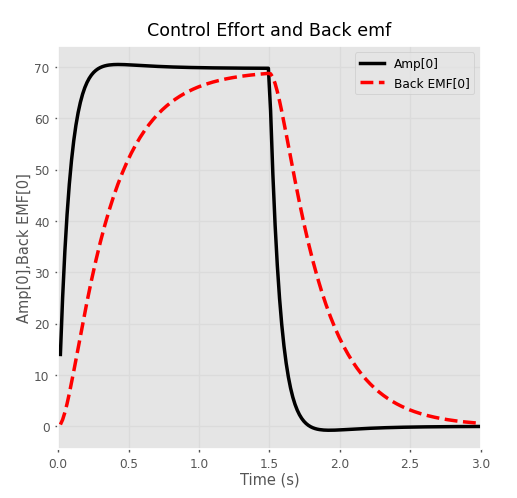 Control Effort and Back emf
Amp[0]
Back EMF[0]
Amp[0],Back EMF[0]
70
60
50
40
30
20
10
0
0.0 0.5 1.0 1.5 2.0 2.5 3.0
Time (s)